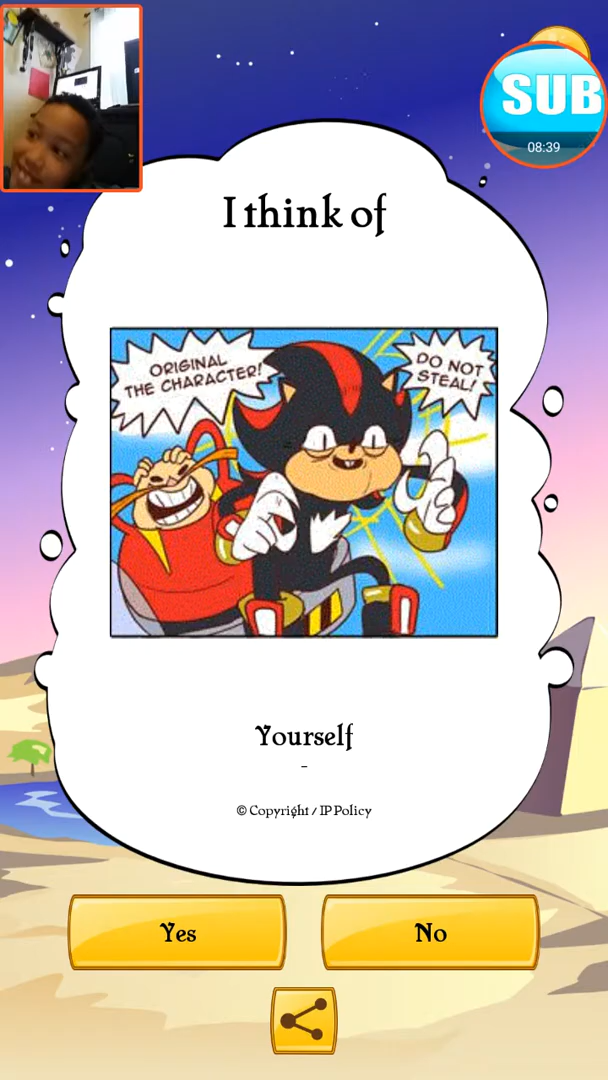 SUB
08:39
I think of
ORIGINAL
THE CHARACTER!
DO NOT
STEAL!
Yourself
-
© Copyright / IP Policy
Yes
No